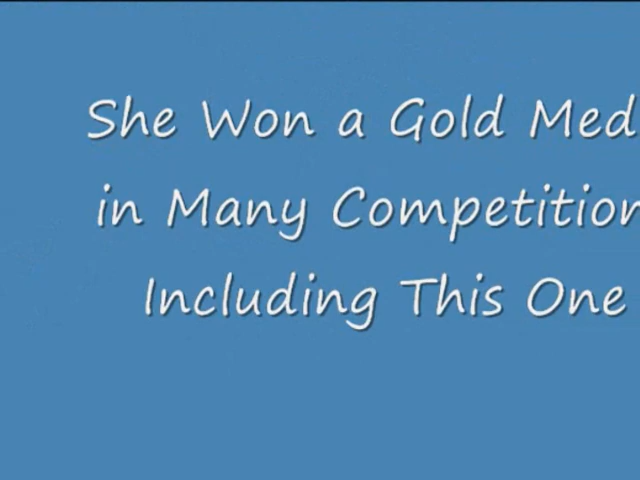 She Won a Gold Med
in Many Competition
Including This One